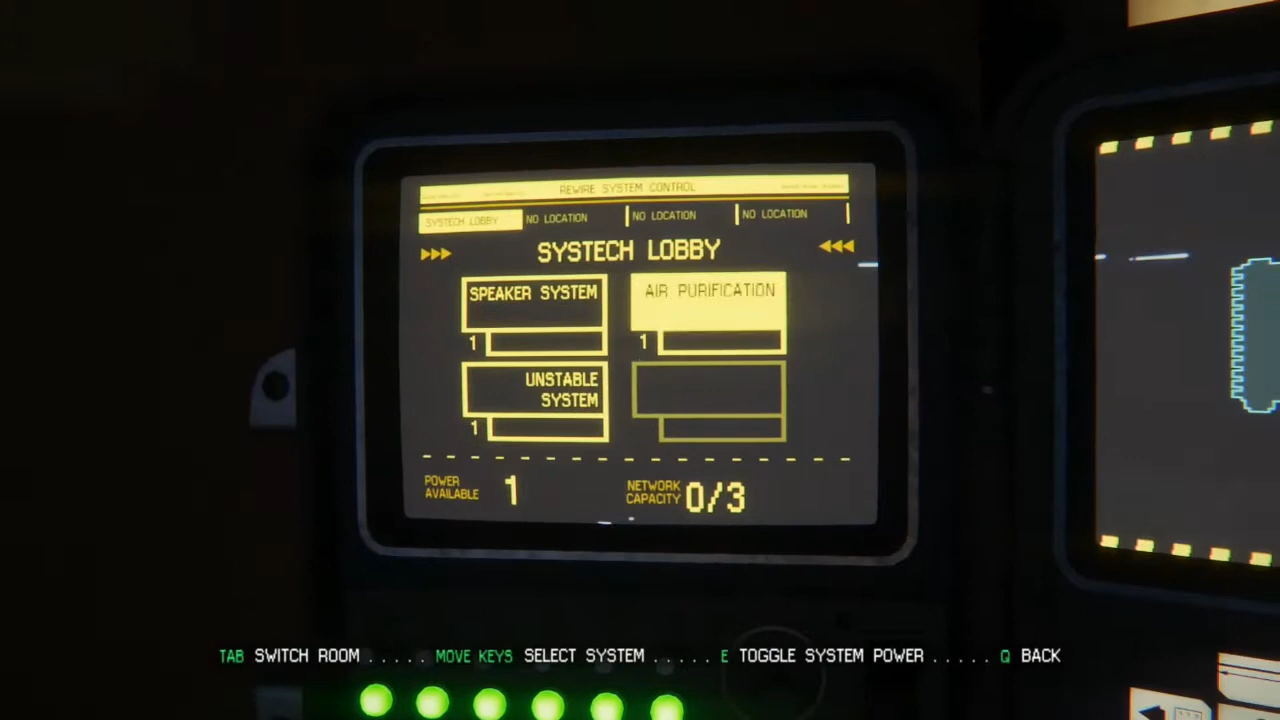 REWIRE SYSTEM CONTROL
SYSTECH LOBBY NO LOCATION NO LOCATION NO LOCATION
SYSTECH LOBBY
SPEAKER SYSTEM AIR PURIFICATION
1 1
UNSTABLE
SYSTEM
1
POWER
AVAILABLE 1
NETWORK
CAPACITY 0/3
TAB SWITCH ROOM ..... MOVE KEYS SELECT SYSTEM ..... E TOGGLE SYSTEM POWER ..... Q BACK